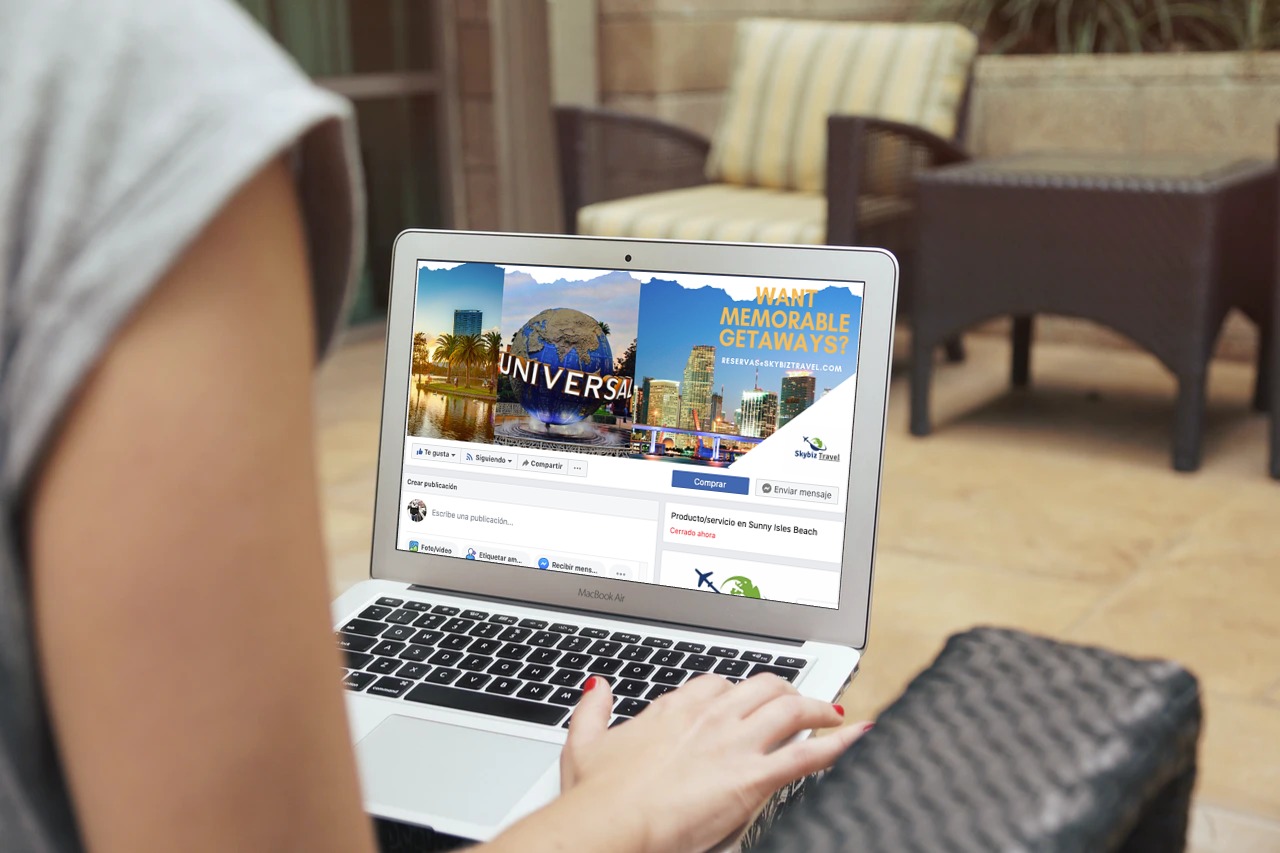 WANT
MEMORABLE
GETAWAYS?
RESERVAS@SKYBIZTRAVEL.COM
UNIVERSAL
Skybiz Travel
Te gusta
Siguiendo
Compartir
Comprar
Enviar mensaje
Crear publicación
Escribe una publicación...
Foto/video
Etiquetar am...
Recibir mens...
Producto/servicio en Sunny Isles Beach
Cerrado ahora
MacBook Air
command